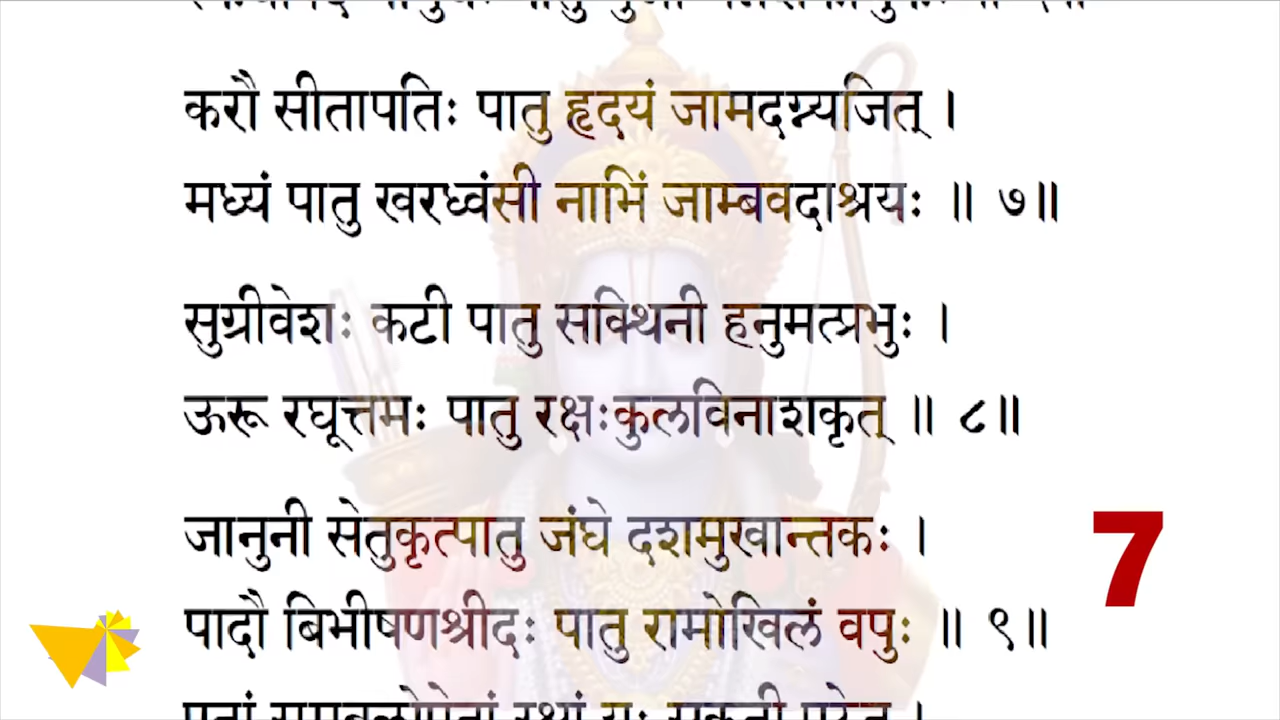 करौ सीतापतिः पातु हृदयं जामदग्न्यजित् ।
मध्यं पातु खरध्वंसी नाभिं जाम्बवदाश्रयः ॥ ७॥
सुग्रीवेशः कटी पातु सक्थिनी हनुमत्प्रभुः ।
ऊरू रघूत्तमः पातु रक्षःकुलविनाशकृत् ॥ ८॥
जानुनी सेतुकृत्पातु जंघे दशमुखान्तकः ।
7
पादौ बिभीषणश्रीदः पातु रामोखिलं वपुः ॥ ९॥